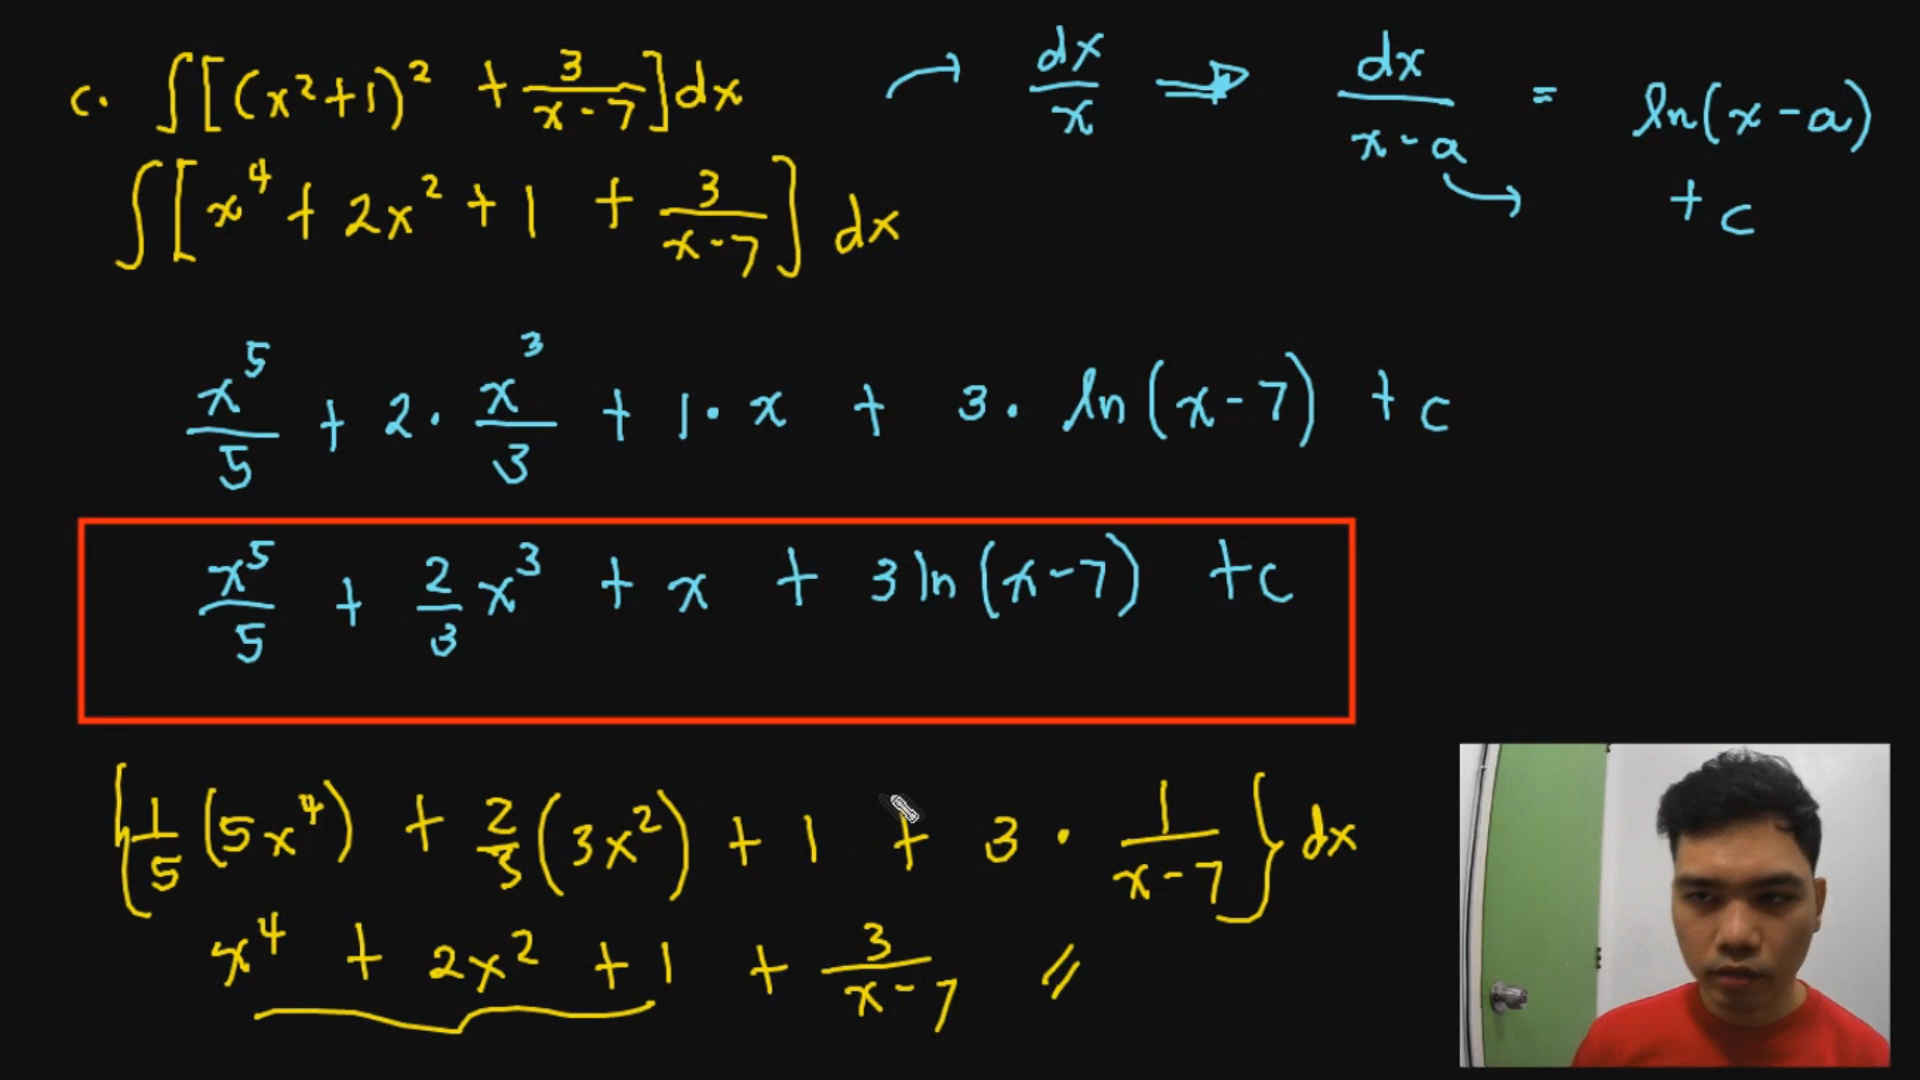 c. ∫[(x²+1)² + 3/(x-7)]dx → dx/x ⇒ dx/(x-a) = ln(x-a)
+ c
∫[x⁴ + 2x² + 1 + 3/(x-7)] dx
x⁵/5 + 2·x³/3 + 1·x + 3·ln(x-7) + c
x⁵/5 + 2/3 x³ + x + 3ln(x-7) + c
{1/5(5x⁴) + 2/3(3x²) + 1 + 3·1/(x-7)}dx
x⁴ + 2x² + 1 + 3/(x-7) //